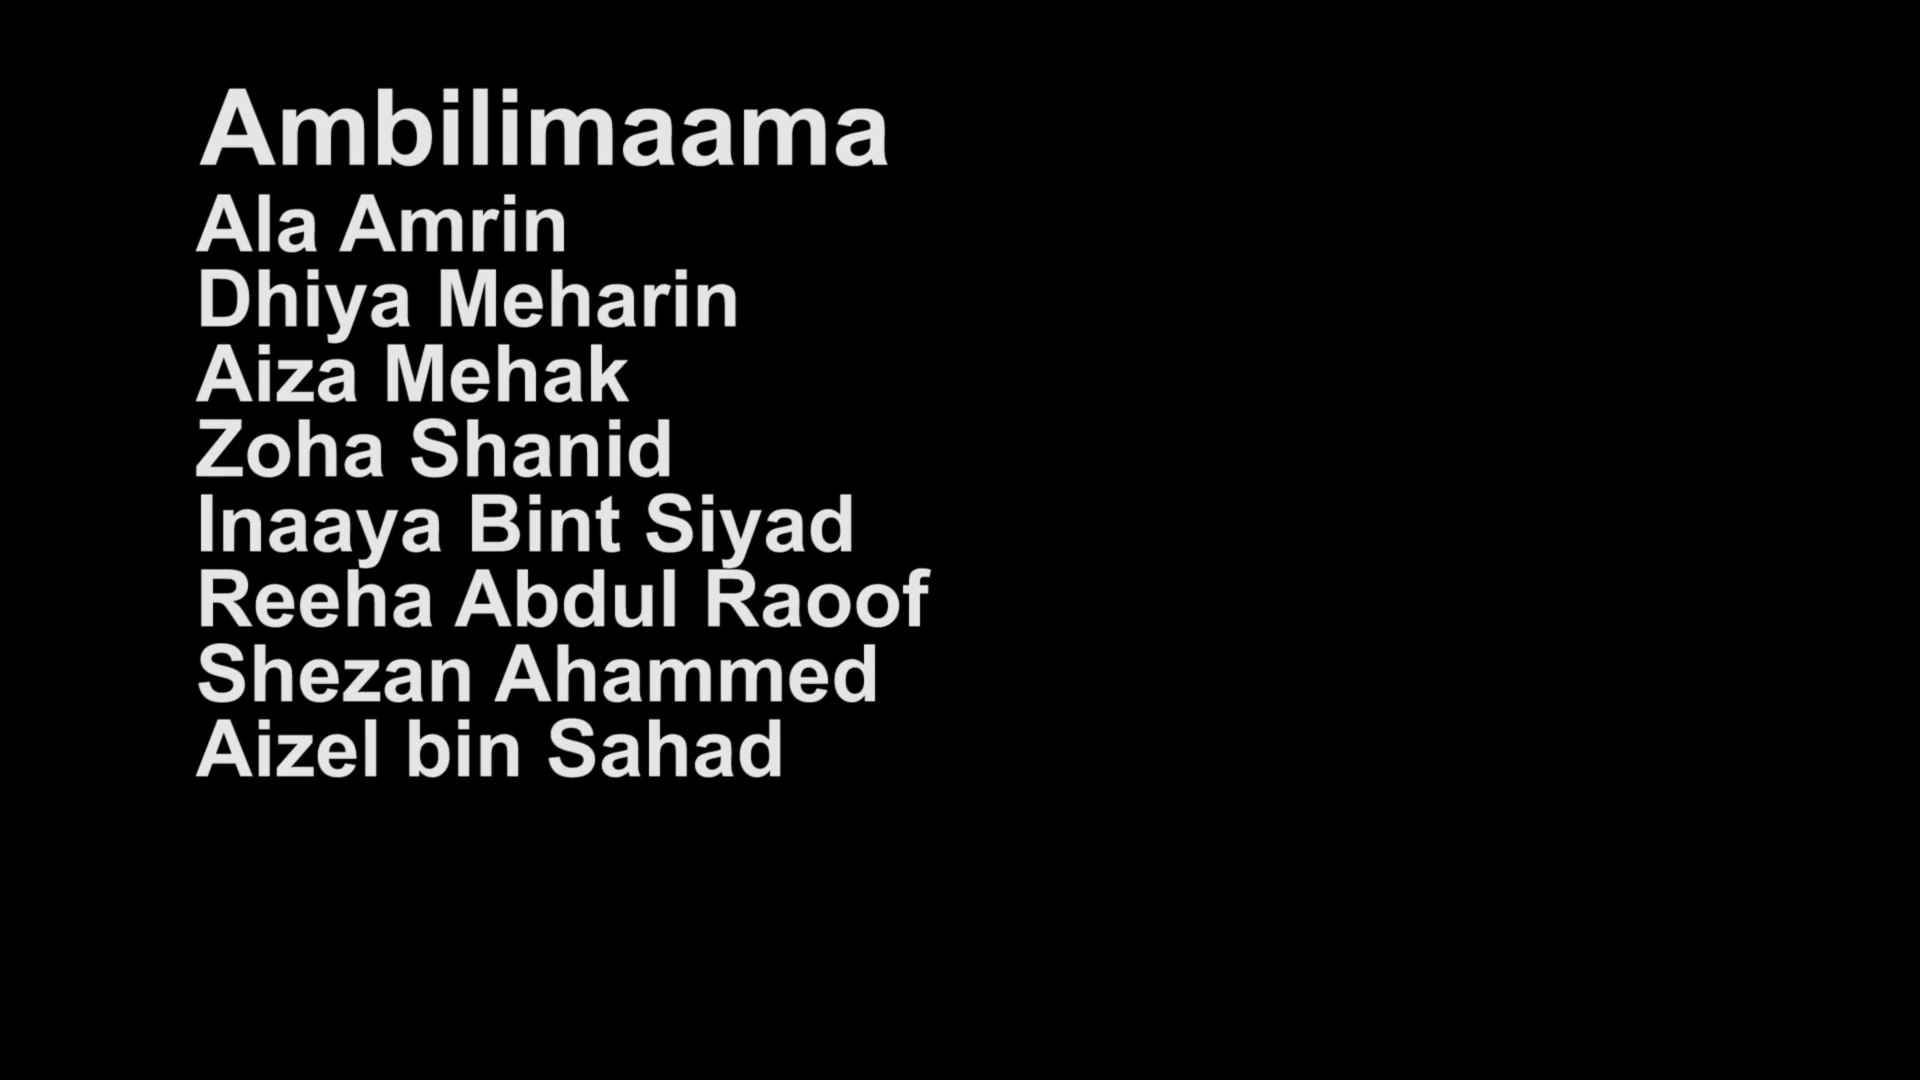 Ambilimaama
Ala Amrin
Dhiya Meharin
Aiza Mehak
Zoha Shanid
Inaaya Bint Siyad
Reeha Abdul Raoof
Shezan Ahammed
Aizel bin Sahad